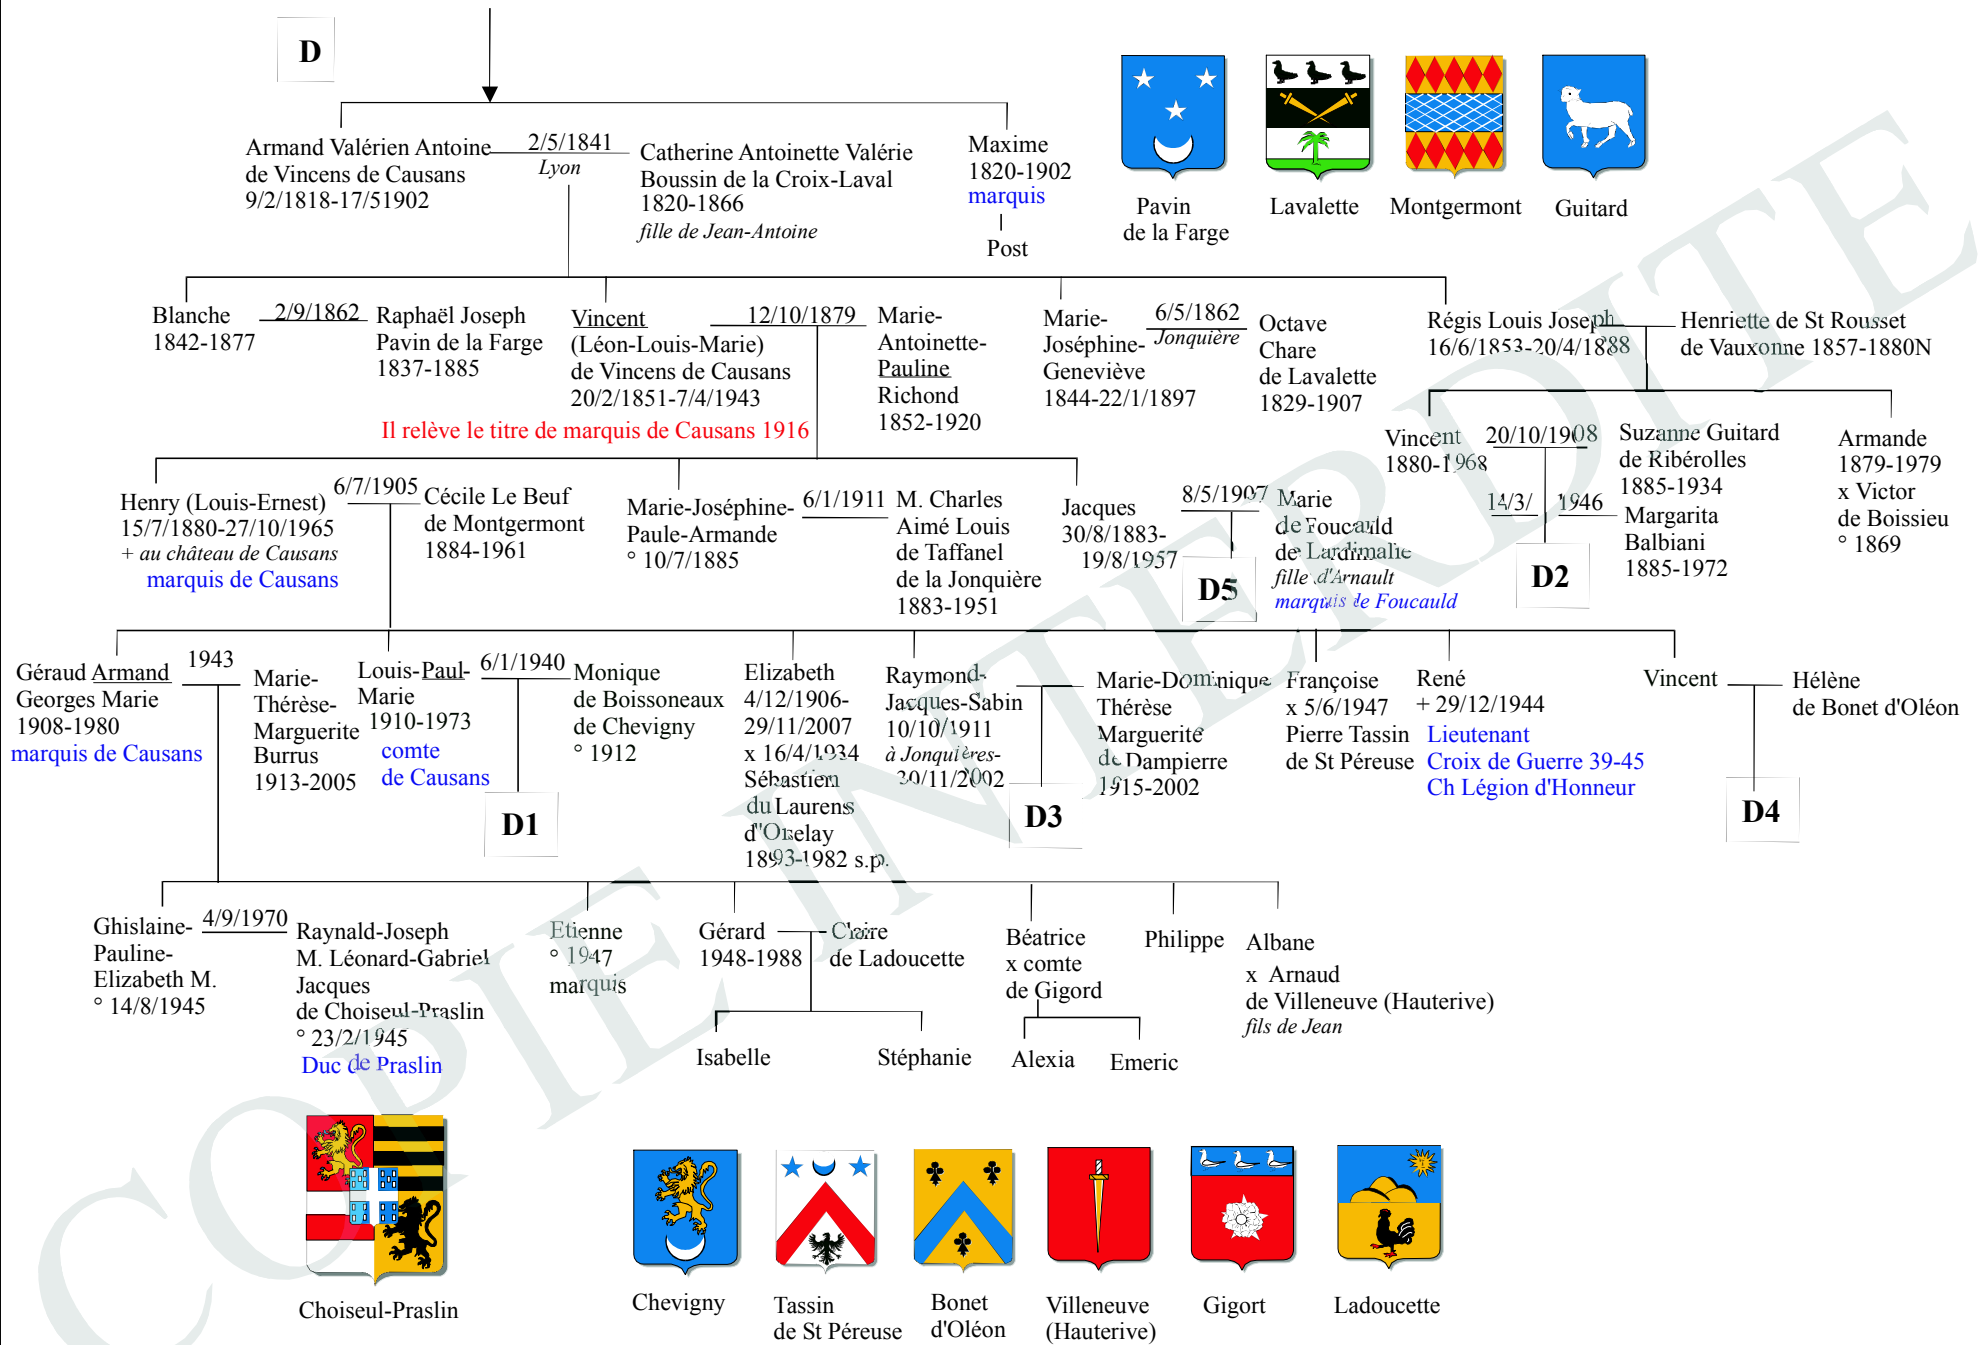 D
Armand Valérien Antoine
de Vincens de Causans
9/2/1818-17/51902
2/5/1841
Lyon
Catherine Antoinette Valérie
Boussin de la Croix-Laval
1820-1866
fille de Jean-Antoine
Maxime
1820-1902
marquis
Post
Pavin
de la Farge
Lavalette
Montgermont
Guitard
Blanche
1842-1877
2/9/1862
Raphaël Joseph
Pavin de la Farge
1837-1885
Vincent
(Léon-Louis-Marie)
de Vincens de Causans
20/2/1851-7/4/1943
Il relève le titre de marquis de Causans 1916
12/10/1879
Marie-
Antoinette-
Pauline
Richond
1852-1920
Marie-
Joséphine-
Geneviève
1844-22/1/1897
6/5/1862
Jonquière
Octave
Chare
de Lavalette
1829-1907
Régis Louis Joseph
16/6/1853-20/4/1888
Henriette de St Rousset
de Vauxonne 1857-1880N
Henry (Louis-Ernest)
15/7/1880-27/10/1965
+ au château de Causans
marquis de Causans
6/7/1905
Cécile Le Beuf
de Montgermont
1884-1961
Marie-Joséphine-
Paule-Armande
° 10/7/1885
6/1/1911
M. Charles
Aimé Louis
de Taffanel
de la Jonquière
1883-1951
Jacques
30/8/1883-
19/8/1957
8/5/1907
D5
Marie
de Foucauld
de Lardimalie
fille d'Arnault
marquis de Foucauld
Vincent
1880-1968
20/10/1908
Suzanne Guitard
de Ribérolles
1885-1934
14/3/ 1946
Margarita
Balbiani
1885-1972
D2
Armande
1879-1979
x Victor
de Boissieu
° 1869
Géraud Armand
Georges Marie
1908-1980
marquis de Causans
1943
Marie-
Thérèse-
Marguerite
Burrus
1913-2005
Louis-Paul-
Marie
1910-1973
comte
de Causans
6/1/1940
D1
Monique
de Boissoneaux
de Chevigny
° 1912
Elizabeth
4/12/1906-
29/11/2007
x 16/4/1934
Sébastien
du Laurens
d"Oselay
1893-1982 s.p.
Raymond-
Jacques-Sabin
10/10/1911
à Jonquières-
30/11/2002
D3
Marie-Dominique
Thérèse
Marguerite
de Dampierre
1915-2002
Françoise
x 5/6/1947
Pierre Tassin
de St Péreuse
René
+ 29/12/1944
Lieutenant
Croix de Guerre 39-45
Ch Légion d'Honneur
Vincent
D4
Hélène
de Bonet d'Oléon
Ghislaine-
Pauline-
Elizabeth M.
° 14/8/1945
4/9/1970
Raynald-Joseph
M. Léonard-Gabriel
Jacques
de Choiseul-Praslin
° 23/2/1945
Duc de Praslin
Etienne
° 1947
marquis
Gérard
1948-1988
Claire
de Ladoucette
Isabelle
Stéphanie
Béatrice
x comte
de Gigord
Alexia
Emeric
Philippe
Albane
x Arnaud
de Villeneuve (Hauterive)
fils de Jean
Choiseul-Praslin
Chevigny
Tassin
de St Péreuse
Bonet
d'Oléon
Villeneuve
(Hauterive)
Gigort
Ladoucette
COPIE INTERDITE